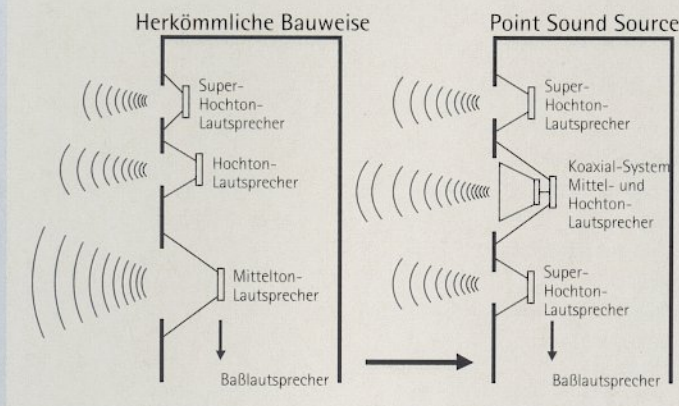 Herkömmliche Bauweise
Super-
Hochton-
Lautsprecher
Hochton-
Lautsprecher
Mittelton-
Lautsprecher
Baßlautsprecher
Point Sound Source
Super-
Hochton-
Lautsprecher
Koaxial-System
Mittel- und
Hochton-
Lautsprecher
Super-
Hochton-
Lautsprecher
Baßlautsprecher